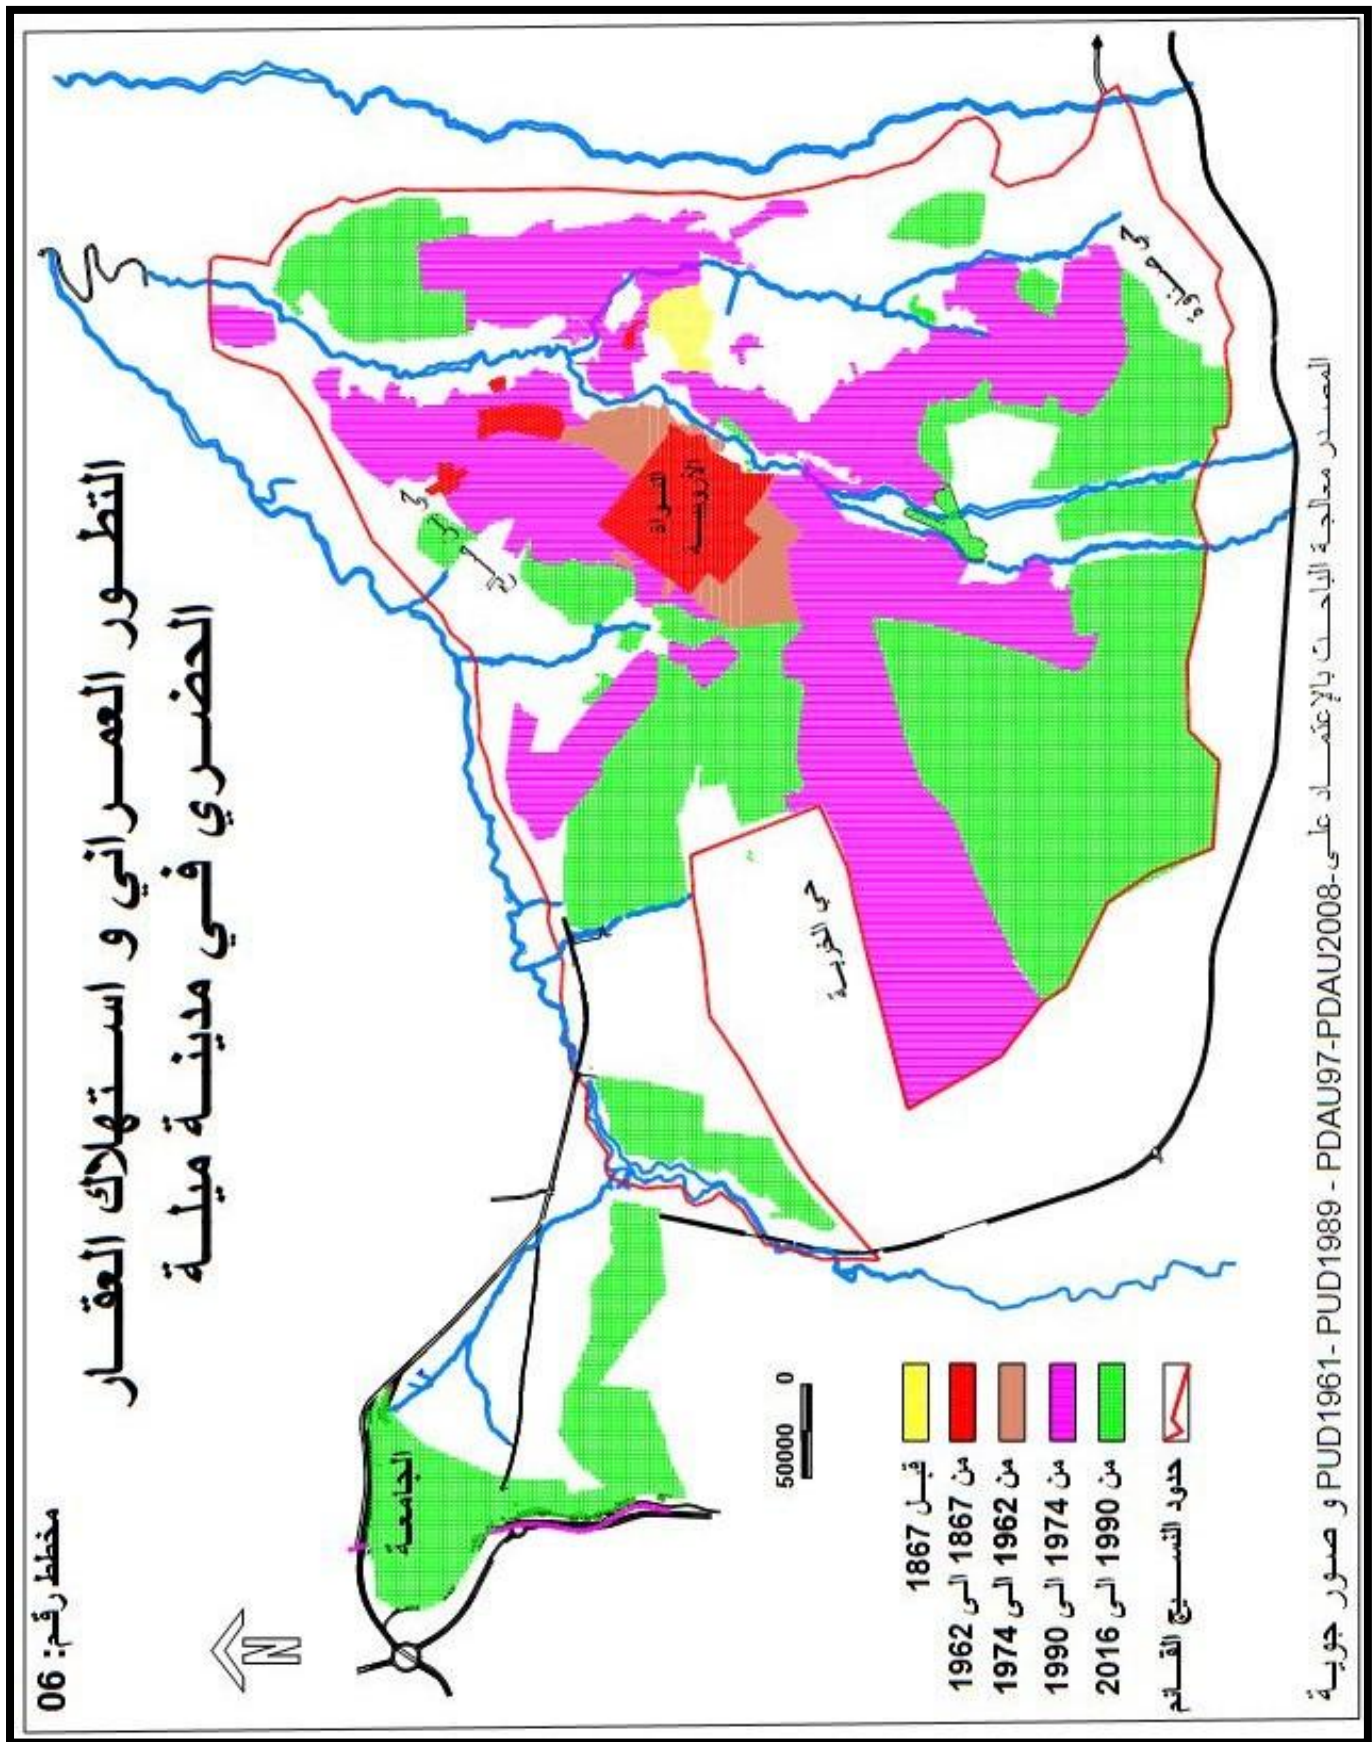 مخطط رقم: 06
التطور العمراني و استهلاك العقار
الحضري في مدينة ميلة
N
الجامعة
حي الخربة
النواة
الأوروبية
50000 0
قبل 1867
من 1867 الى 1962
من 1962 الى 1974
من 1974 الى 1990
من 1990 الى 2016
حدود النسيج القائم
المصدر معالجة الباحث بالإعتماد على-PUD1961- PUD1989 - PDAU97-PDAU2008 و صور جوية